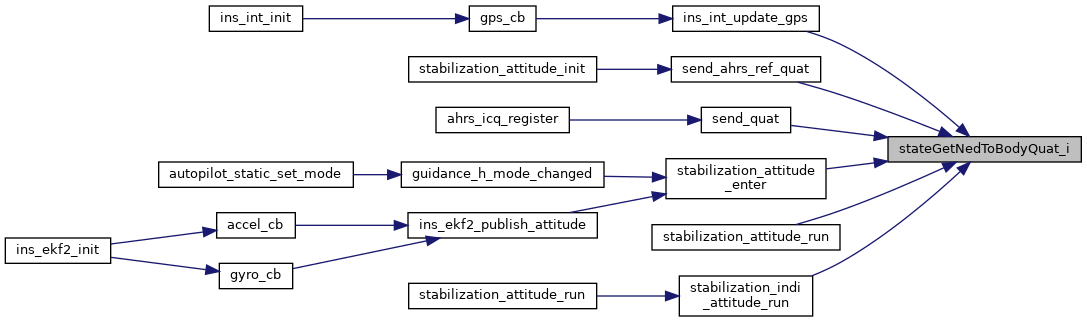 ins_int_init
gps_cb
ins_int_update_gps
stabilization_attitude_init
send_ahrs_ref_quat
ahrs_icq_register
send_quat
stateGetNedToBodyQuat_i
autopilot_static_set_mode
guidance_h_mode_changed
stabilization_attitude
_enter
accel_cb
ins_ekf2_publish_attitude
stabilization_attitude_run
ins_ekf2_init
gyro_cb
stabilization_attitude_run
stabilization_indi
_attitude_run